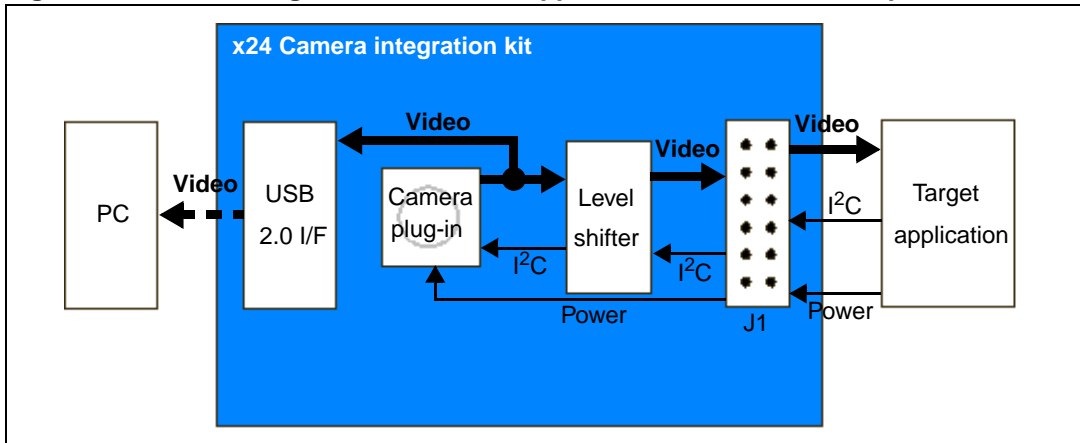 x24 Camera integration kit
Video
Video
Video
Video
PC
USB
2.0 I/F
Camera
plug-in
Level
shifter
Target
application
I²C
I²C
I²C
Power
Power
J1